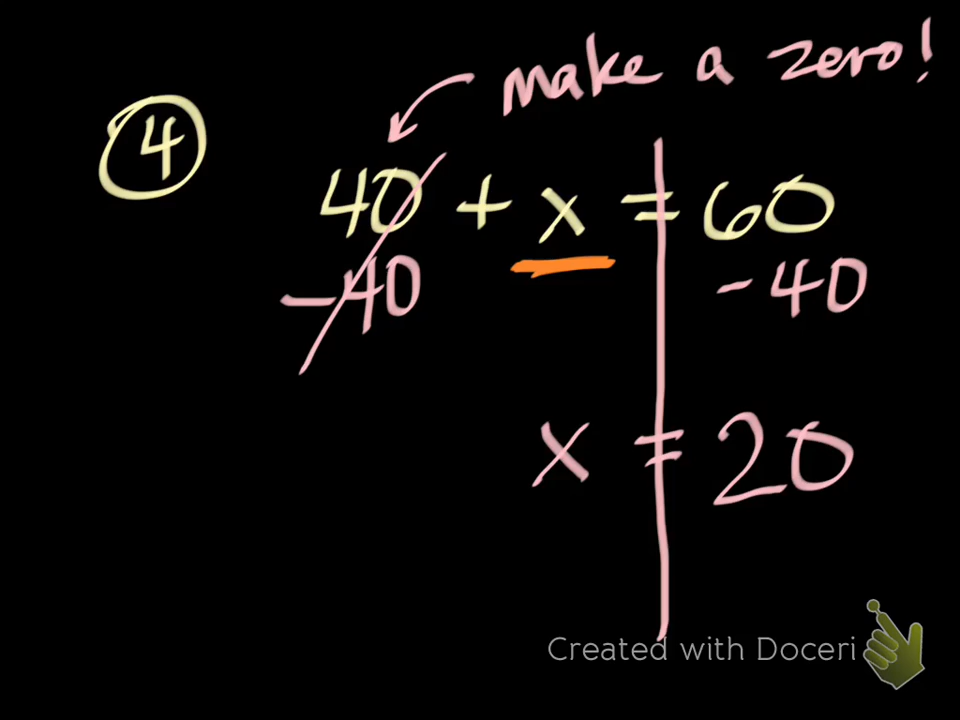 make a zero!
4
40 + x = 60
-40 -40
x = 20
Created with Doceri